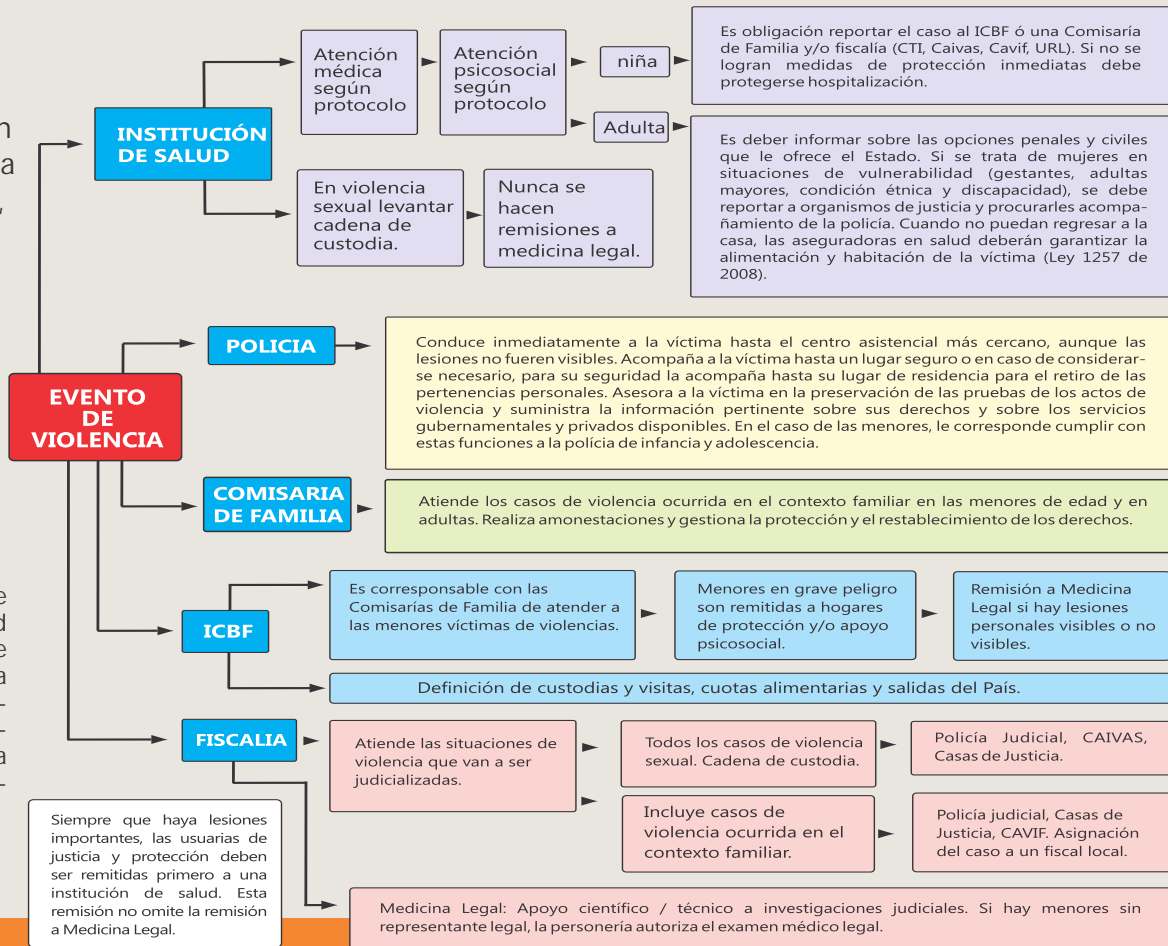 n
a
,
e
d
e
a
-
-
a
-
EVENTO
DE
VIOLENCIA
INSTITUCIÓN
DE SALUD
Atención
médica
según
protocolo
Atención
psicosocial
según
protocolo
niña
Es obligación reportar el caso al ICBF ó una Comisaría
de Familia y/o fiscalía (CTI, Caivas, Cavif, URL). Si no se
logran medidas de protección inmediatas debe
protegerse hospitalización.
Adulta
Es deber informar sobre las opciones penales y civiles
que le ofrece el Estado. Si se trata de mujeres en
situaciones de vulnerabilidad (gestantes, adultas
mayores, condición étnica y discapacidad), se debe
reportar a organismos de justicia y procurarles acompa-
ñamiento de la policía. Cuando no puedan regresar a la
casa, las aseguradoras en salud deberán garantizar la
alimentación y habitación de la víctima (Ley 1257 de
2008).
En violencia
sexual levantar
cadena de
custodia.
Nunca se
hacen
remisiones a
medicina legal.
POLICIA
Conduce inmediatamente a la víctima hasta el centro asistencial más cercano, aunque las
lesiones no fueren visibles. Acompaña a la víctima hasta un lugar seguro o en caso de considerar-
se necesario, para su seguridad la acompaña hasta su lugar de residencia para el retiro de las
pertenencias personales. Asesora a la víctima en la preservación de las pruebas de los actos de
violencia y suministra la información pertinente sobre sus derechos y sobre los servicios
gubernamentales y privados disponibles. En el caso de las menores, le corresponde cumplir con
estas funciones a la polícia de infancia y adolescencia.
COMISARIA
DE FAMILIA
Atiende los casos de violencia ocurrida en el contexto familiar en las menores de edad y en
adultas. Realiza amonestaciones y gestiona la protección y el restablecimiento de los derechos.
ICBF
Es corresponsable con las
Comisarías de Familia de atender a
las menores víctimas de violencias.
Menores en grave peligro
son remitidas a hogares
de protección y/o apoyo
psicosocial.
Remisión a Medicina
Legal si hay lesiones
personales visibles o no
visibles.
Definición de custodias y visitas, cuotas alimentarias y salidas del País.
FISCALIA
Atiende las situaciones de
violencia que van a ser
judicializadas.
Todos los casos de violencia
sexual. Cadena de custodia.
Policía Judicial, CAIVAS,
Casas de Justicia.
Incluye casos de
violencia ocurrida en el
contexto familiar.
Policía judicial, Casas de
Justicia, CAVIF. Asignación
del caso a un fiscal local.
Medicina Legal: Apoyo científico / técnico a investigaciones judiciales. Si hay menores sin
representante legal, la personería autoriza el examen médico legal.
Siempre que haya lesiones
importantes, las usuarias de
justicia y protección deben
ser remitidas primero a una
institución de salud. Esta
remisión no omite la remisión
a Medicina Legal.